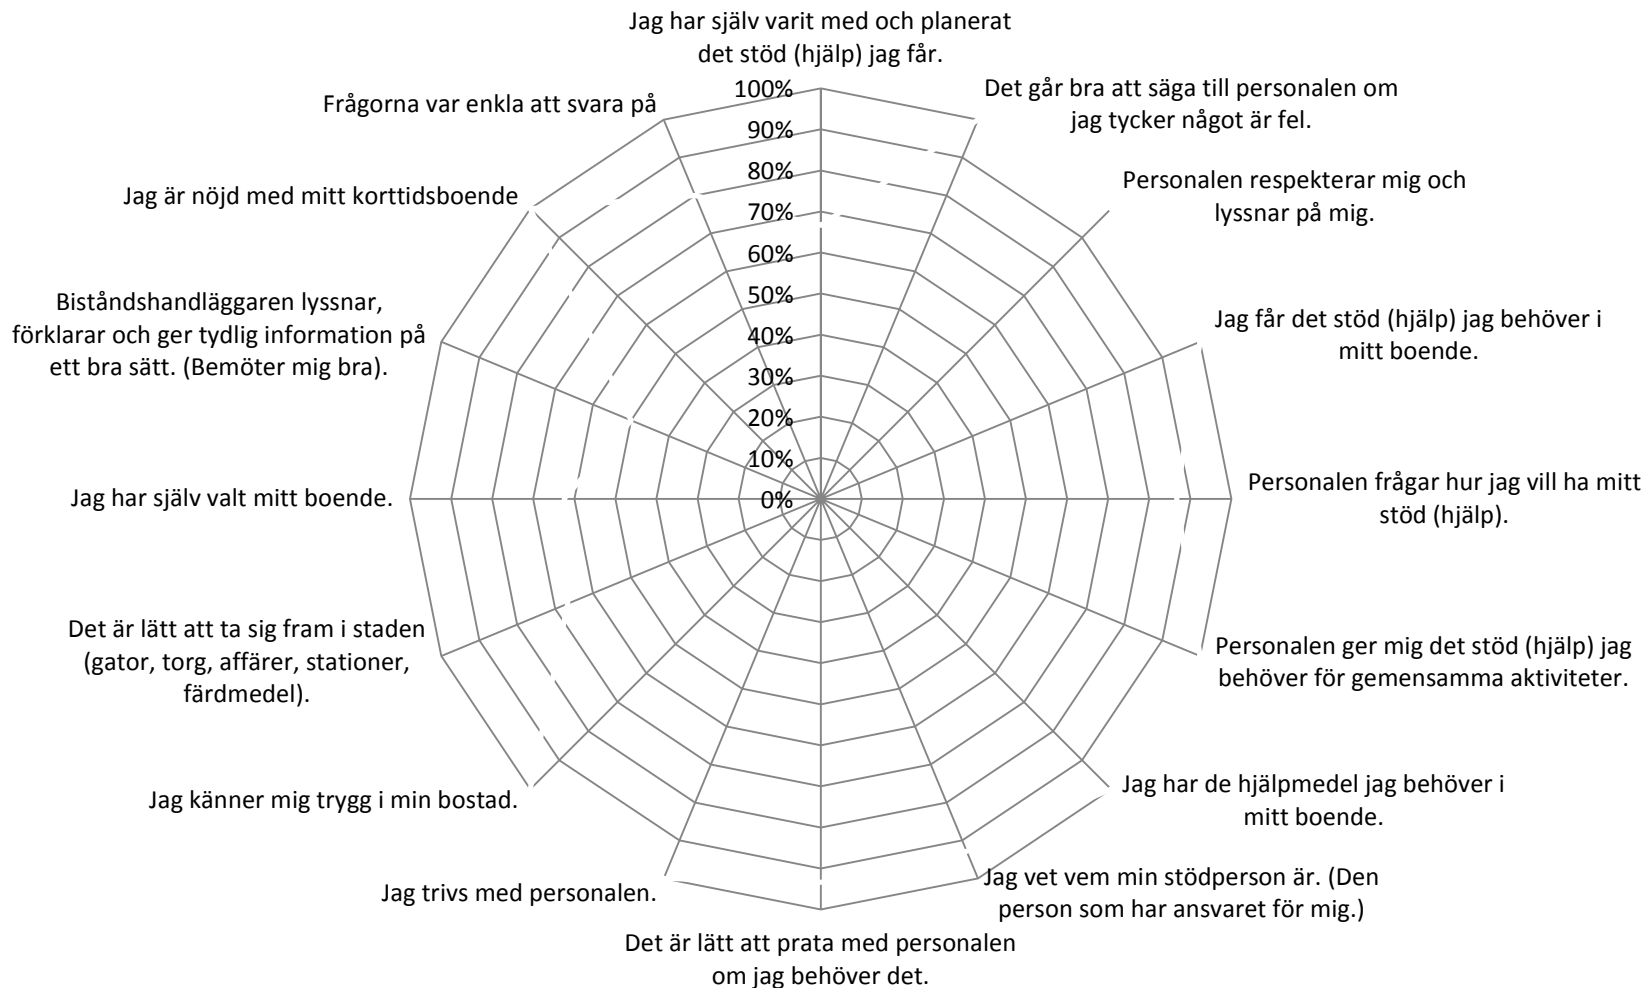 Jag har själv varit med och planerat
det stöd (hjälp) jag får.
Det går bra att säga till personalen om
jag tycker något är fel.
Personalen respekterar mig och
lyssnar på mig.
Jag får det stöd (hjälp) jag behöver i
mitt boende.
Personalen frågar hur jag vill ha mitt
stöd (hjälp).
Personalen ger mig det stöd (hjälp) jag
behöver för gemensamma aktiviteter.
Jag har de hjälpmedel jag behöver i
mitt boende.
Jag vet vem min stödperson är. (Den
person som har ansvaret för mig.)
Det är lätt att prata med personalen
om jag behöver det.
Jag trivs med personalen.
Jag känner mig trygg i min bostad.
Det är lätt att ta sig fram i staden
(gator, torg, affärer, stationer,
färdmedel).
Jag har själv valt mitt boende.
Biståndshandläggaren lyssnar,
förklarar och ger tydlig information på
ett bra sätt. (Bemöter mig bra).
Jag är nöjd med mitt korttidsboende
Frågorna var enkla att svara på
100%
90%
80%
70%
60%
50%
40%
30%
20%
10%
0%